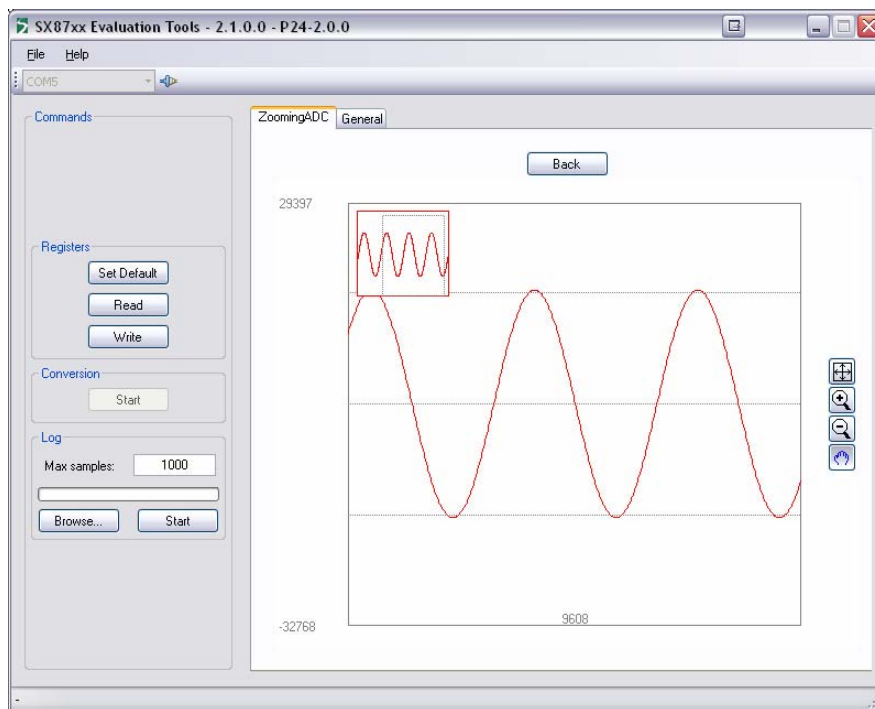 SX87xx Evaluation Tools - 2.1.0.0 - P24-2.0.0
File Help
COM5
Commands
Registers
Set Default
Read
Write
Conversion
Start
Log
Max samples: 1000
Browse... Start
ZoomingADC General
Back
29397
-32768
9608
-